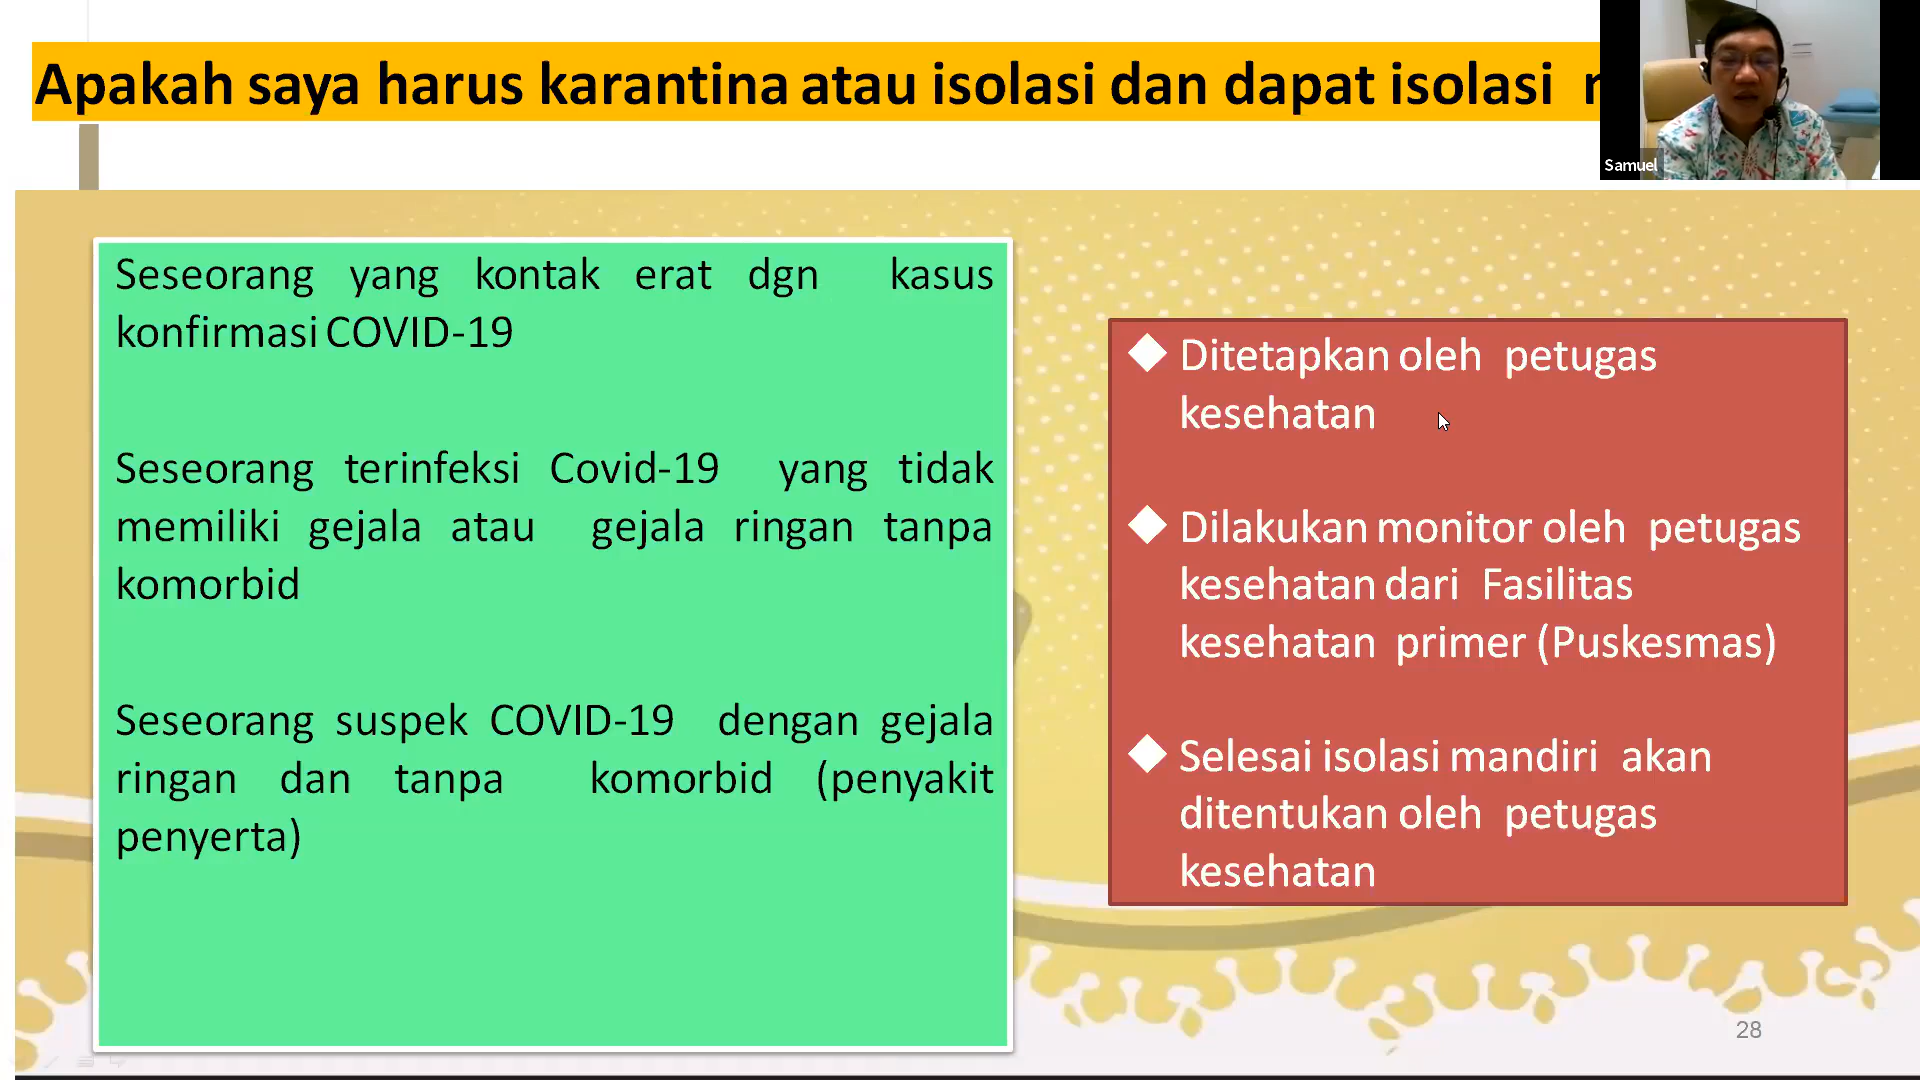 Apakah saya harus karantina atau isolasi dan dapat isolasi
Samuel
Seseorang yang kontak erat dgn kasus
konfirmasi COVID-19
Seseorang terinfeksi Covid-19 yang tidak
memiliki gejala atau gejala ringan tanpa
komorbid
Seseorang suspek COVID-19 dengan gejala
ringan dan tanpa komorbid (penyakit
penyerta)
Ditetapkan oleh petugas
kesehatan
Dilakukan monitor oleh petugas
kesehatan dari Fasilitas
kesehatan primer (Puskesmas)
Selesai isolasi mandiri akan
ditentukan oleh petugas
kesehatan
28